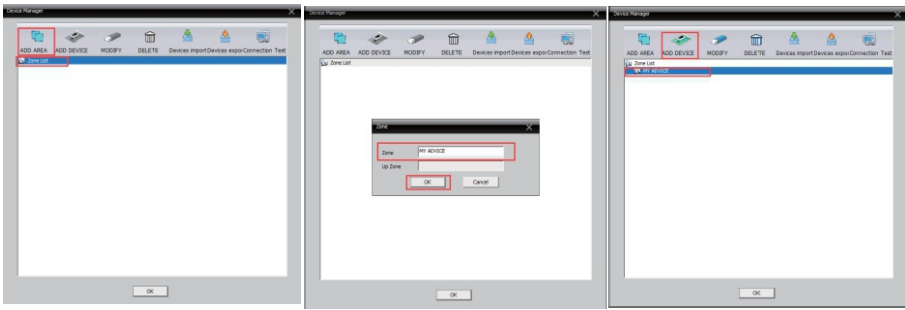 Device Manager
ADD AREA ADD DEVICE MODIFY DELETE Devices import Devices expor Connection Test
Zone List
OK
Device Manager
ADD AREA ADD DEVICE MODIFY DELETE Devices import Devices expor Connection Test
Zone List
Zone
Zone MY ADVICE
Up Zone
OK Cancel
OK
Device Manager
ADD AREA ADD DEVICE MODIFY DELETE Devices import Devices expor Connection Test
Zone List
MY ADVICE
OK